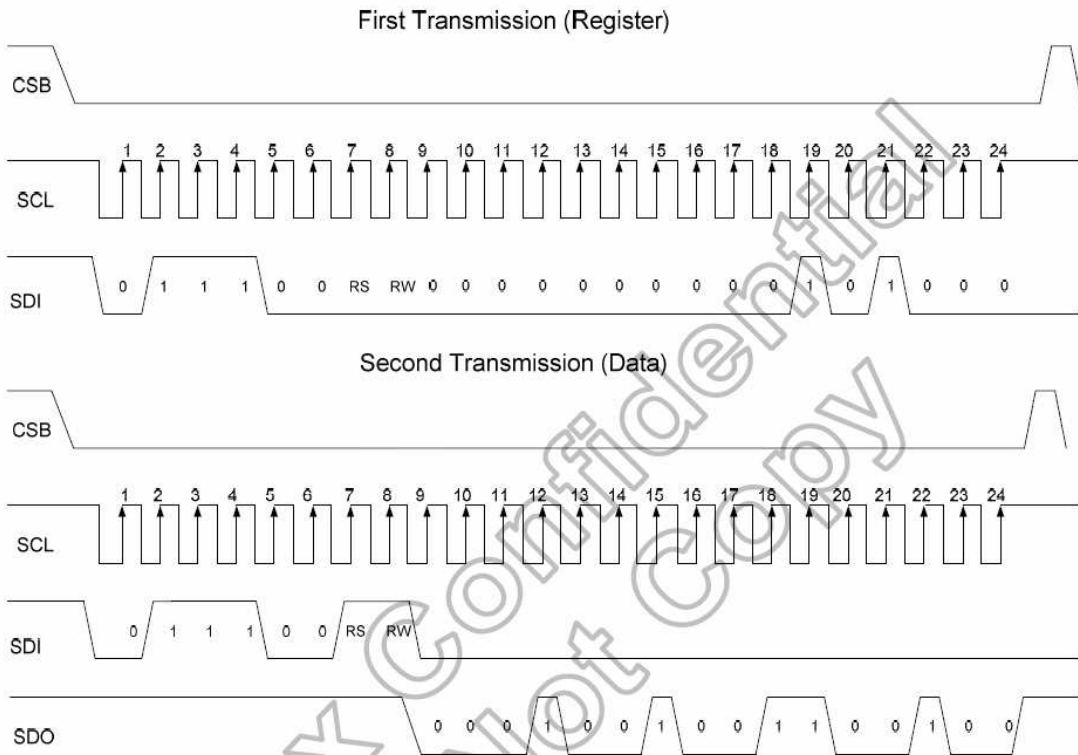 First Transmission (Register)
CSB
1 2 3 4 5 6 7 8 9 10 11 12 13 14 15 16 17 18 19 20 21 22 23 24
SCL
SDI 0 1 1 1 0 0 RS RW 0 0 0 0 0 0 0 0 0 0 1 0 1 0 0 0
Second Transmission (Data)
CSB
1 2 3 4 5 6 7 8 9 10 11 12 13 14 15 16 17 18 19 20 21 22 23 24
SCL
SDI 0 1 1 1 0 0 RS RW
SDO 0 0 0 1 0 0 1 0 0 1 1 0 0 1 0 0
x Confidential
Not Copy